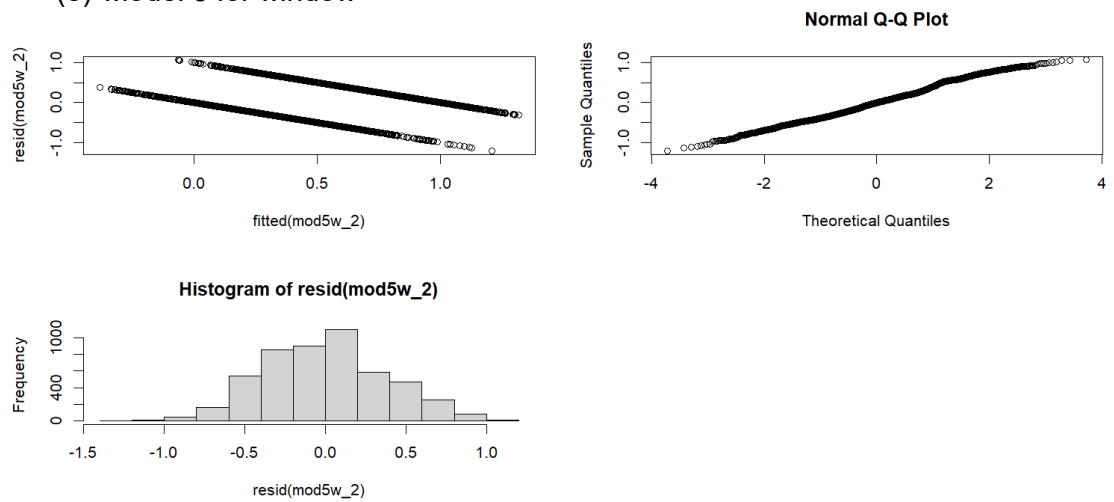 Normal Q-Q Plot
resid(mod5w_2)
1.0
0.0
-1.0
0.0
0.5
1.0
fitted(mod5w_2)
Sample Quantiles
1.0
0.0
-1.0
-4
-2
0
2
4
Theoretical Quantiles
Histogram of resid(mod5w_2)
Frequency
1000
400
0
-1.5
-1.0
-0.5
0.0
0.5
1.0
resid(mod5w_2)